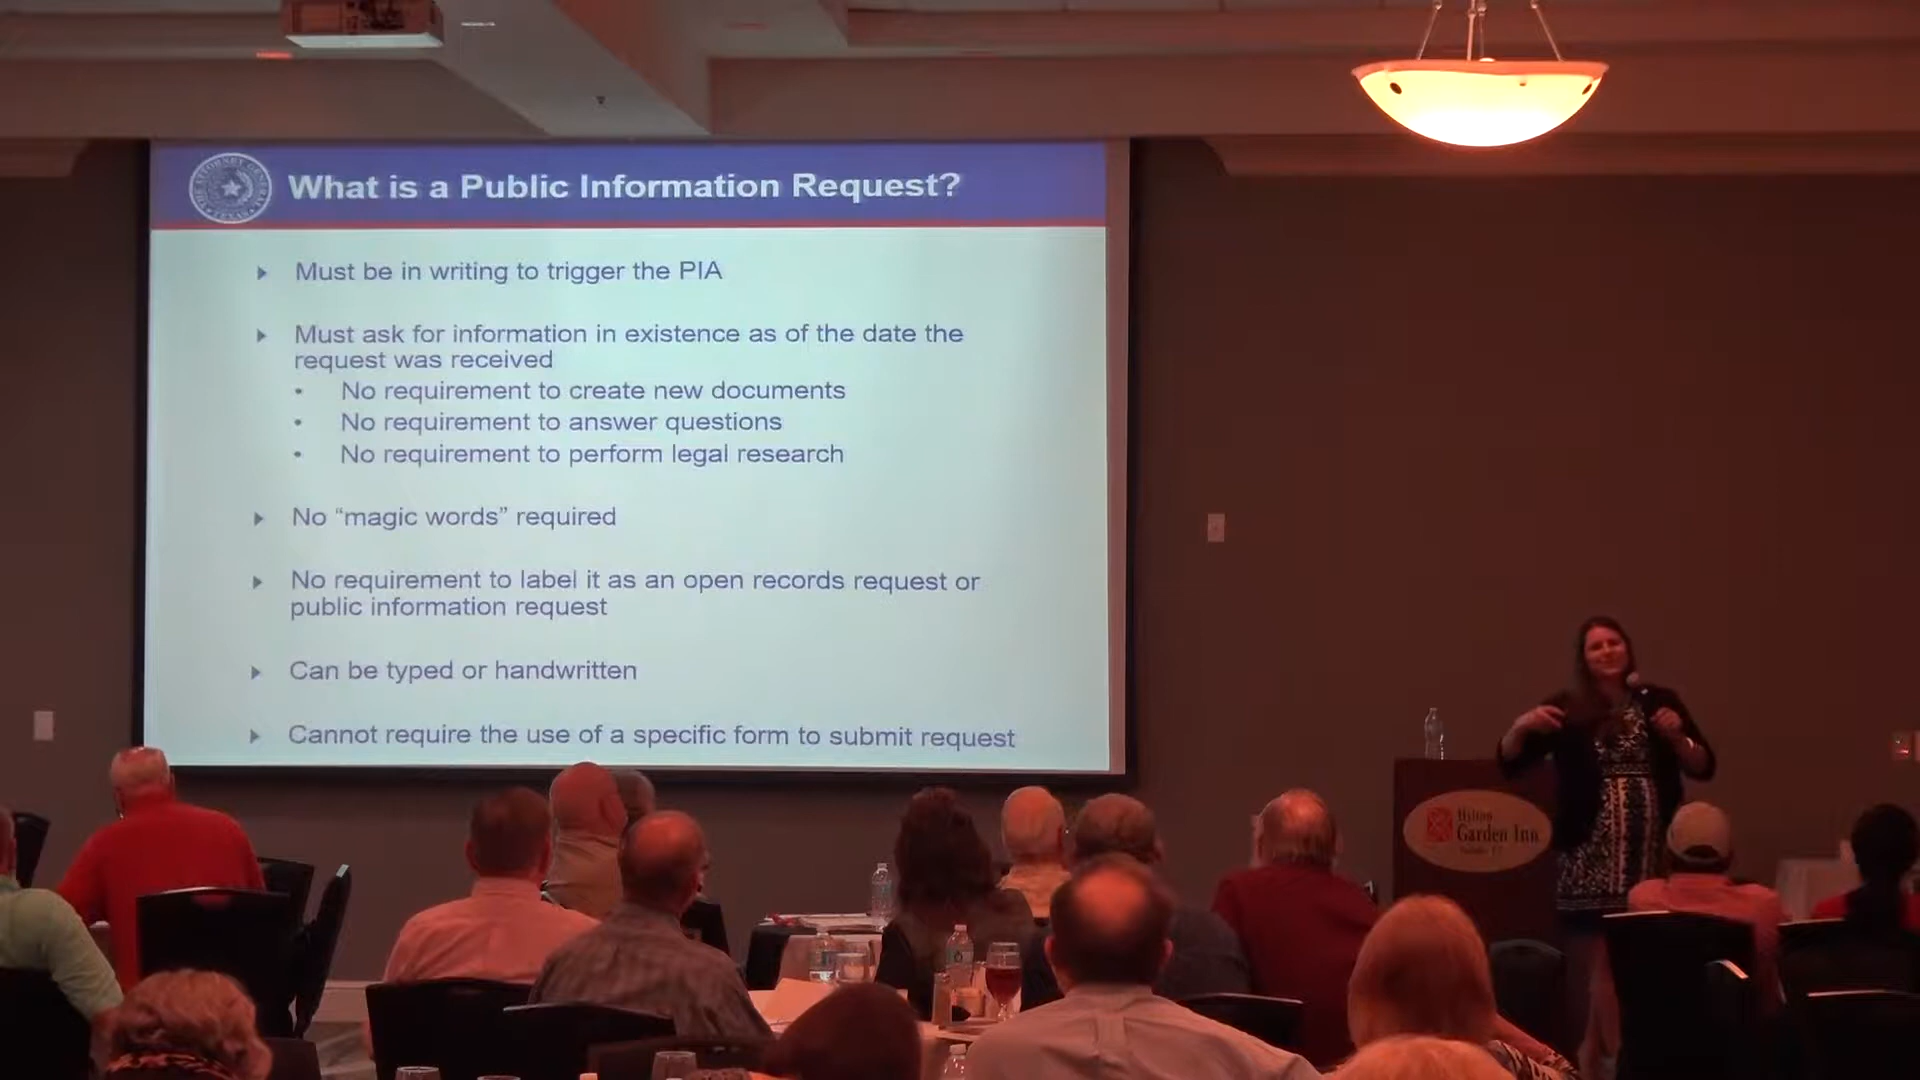 What is a Public Information Request?
Must be in writing to trigger the PIA
Must ask for information in existence as of the date the
request was received
No requirement to create new documents
No requirement to answer questions
No requirement to perform legal research
No “magic words” required
No requirement to label it as an open records request or
public information request
Can be typed or handwritten
Cannot require the use of a specific form to submit request
Hilton
Garden Inn